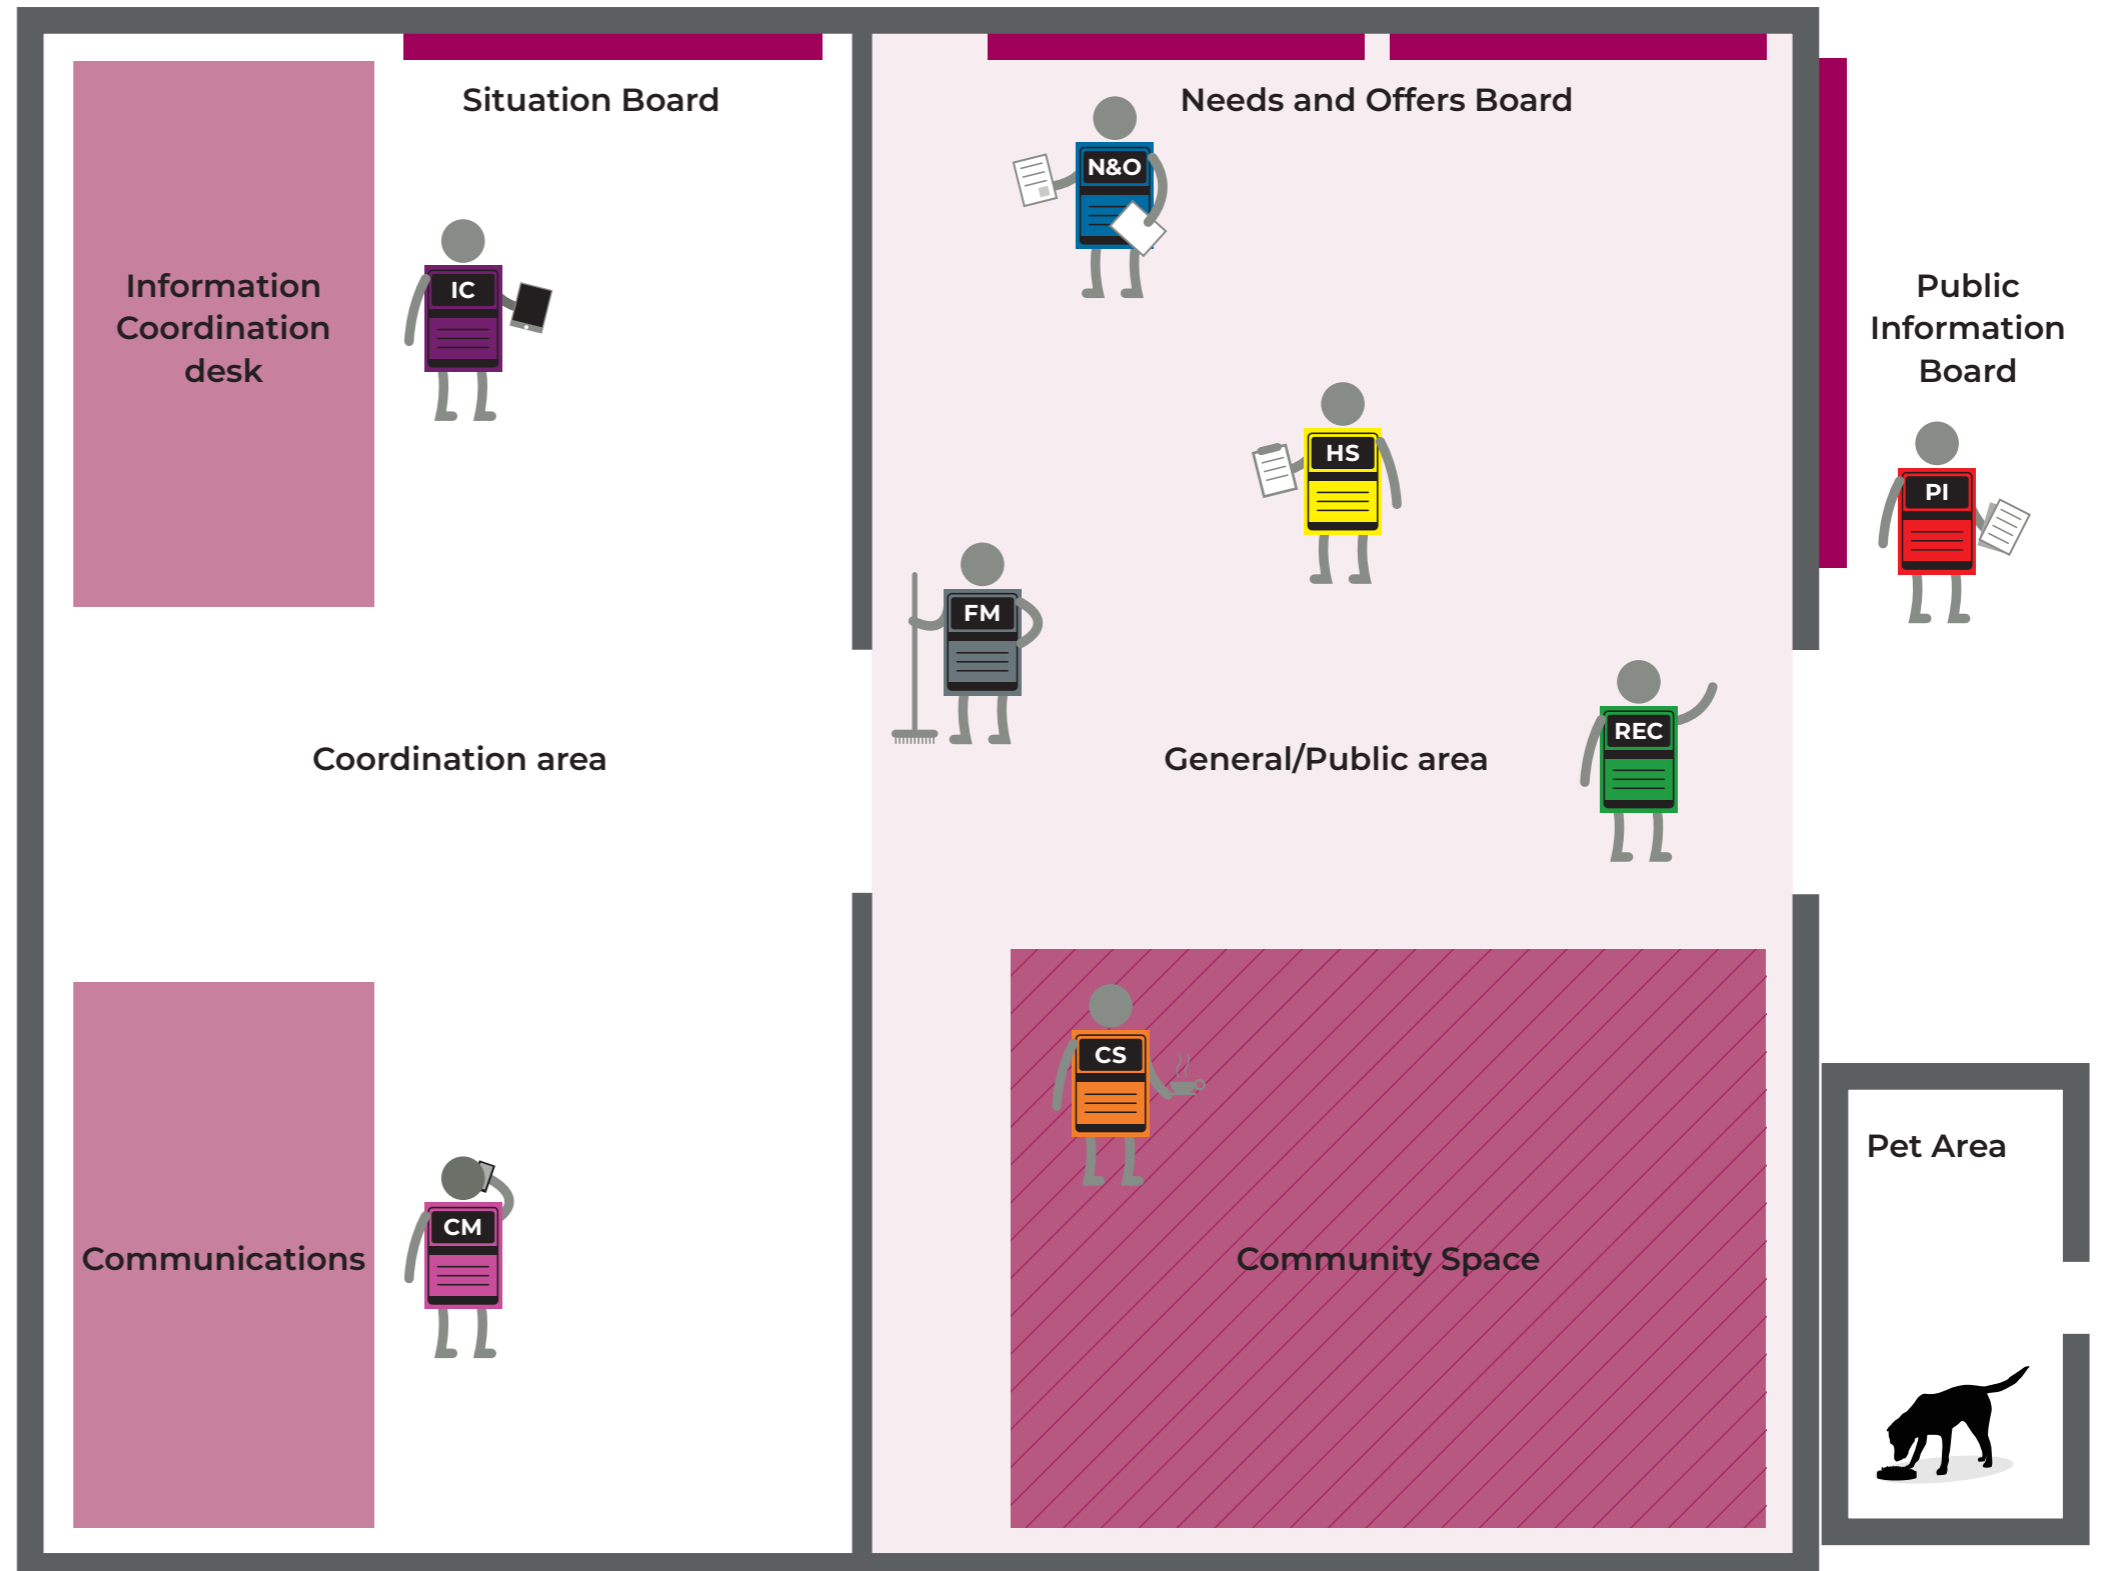 Situation Board
Needs and Offers Board
N&O
Information
Coordination
desk
IC
Public
Information
Board
HS
PI
FM
REC
Coordination area
General/Public area
CS
Pet Area
CM
Communications
Community Space